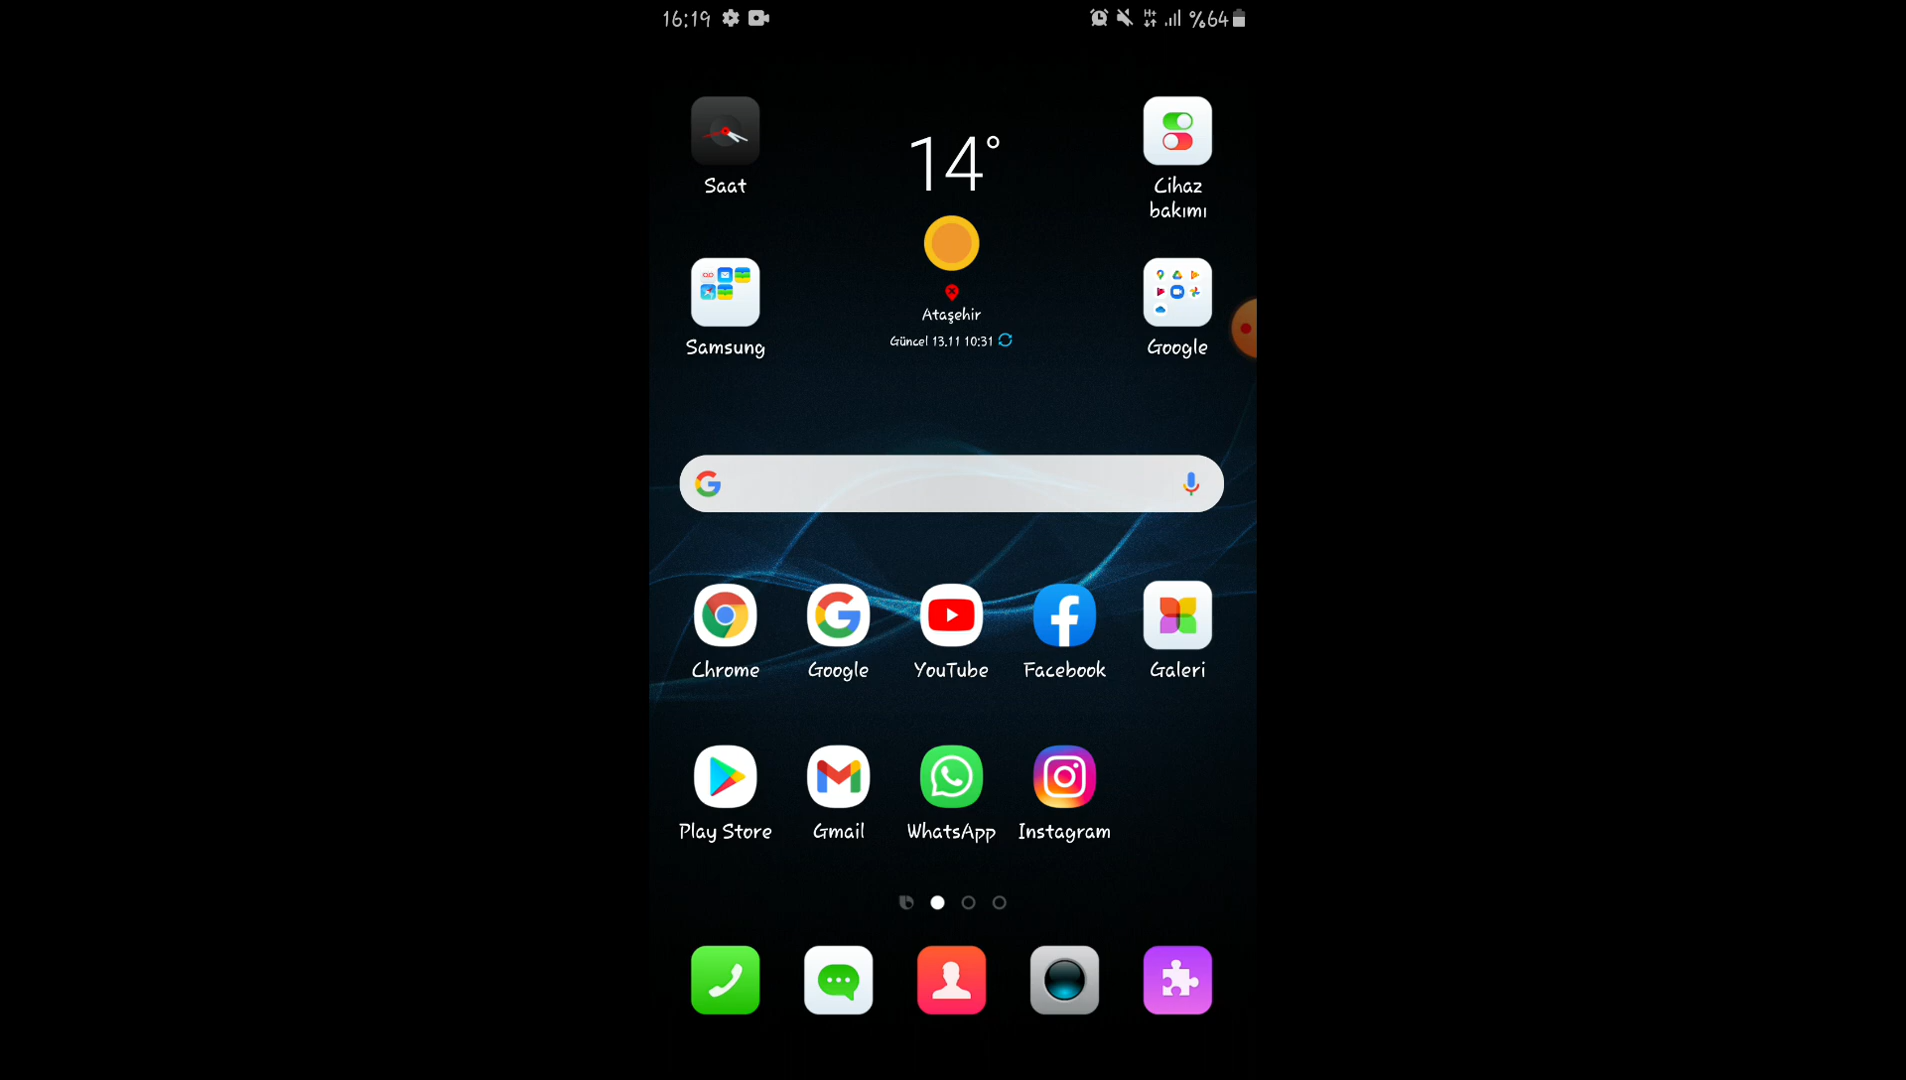 16:19
%64
Saat
14°
Cihaz
bakımı
Samsung
Ataşehir
Güncel 13.11 10:31
Google
Chrome
Google
YouTube
Facebook
Galeri
Play Store
Gmail
WhatsApp
Instagram